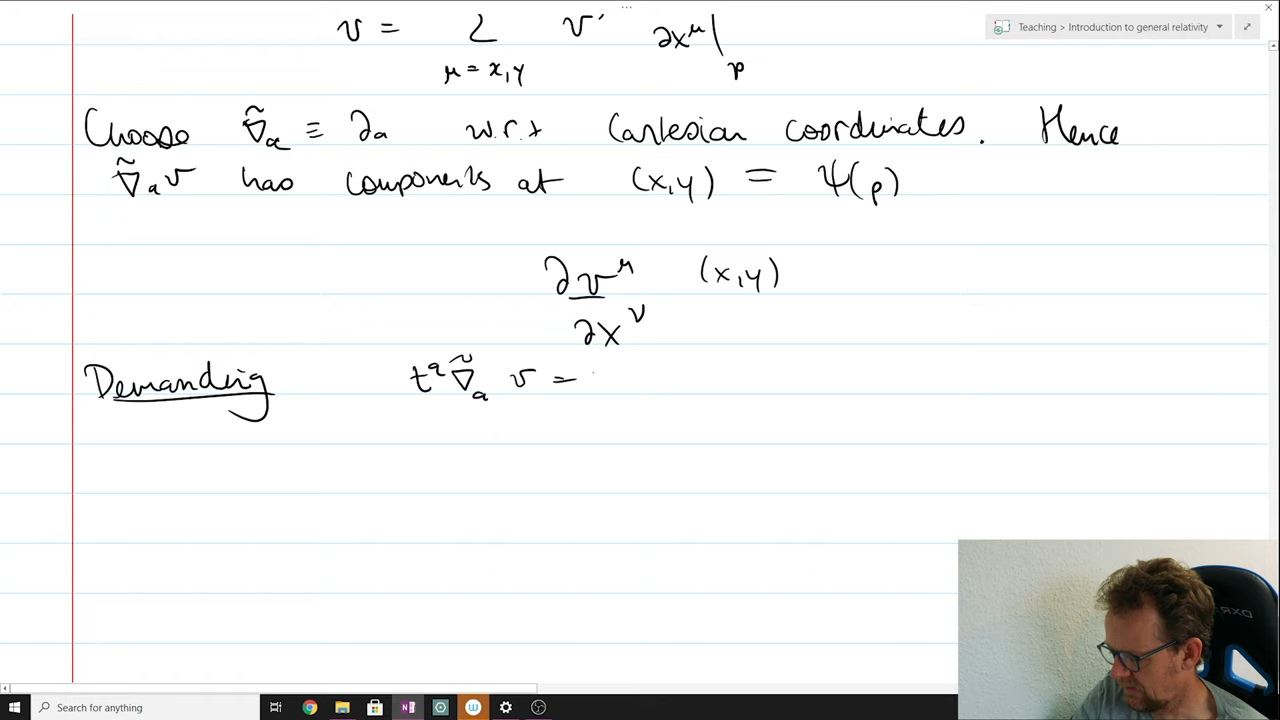 Teaching > Introduction to general relativity
v = Σ v^μ ∂/∂x^μ |_p
μ = x,y
Choose ∇̃_a ≡ ∂_a w.r.t Cartesian coordinates. Hence
∇̃_a v has components at (x,y) = Ψ(p)
∂v^μ/∂x^ν (x,y)
Demanding t^a ∇̃_a v =
Search for anything